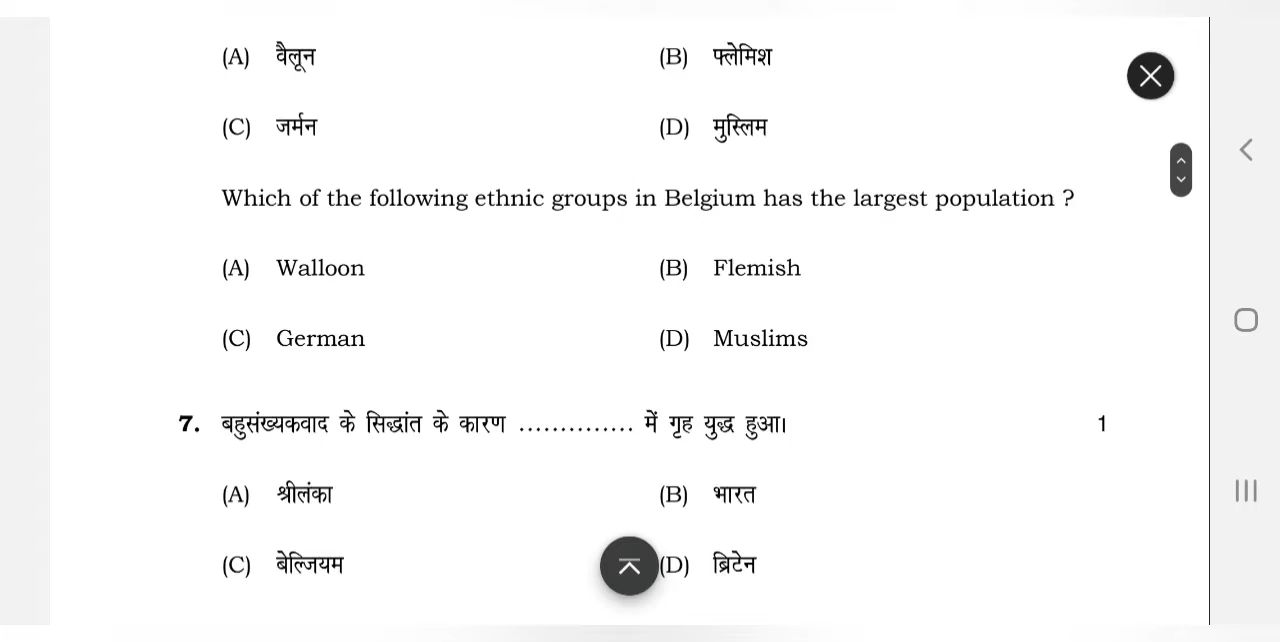 (A) वैलून (B) फ्लेमिश
(C) जर्मन (D) मुस्लिम
Which of the following ethnic groups in Belgium has the largest population ?
(A) Walloon (B) Flemish
(C) German (D) Muslims
7. बहुसंख्यकवाद के सिद्धांत के कारण .............. में गृह युद्ध हुआ। 1
(A) श्रीलंका (B) भारत
(C) बेल्जियम (D) ब्रिटेन